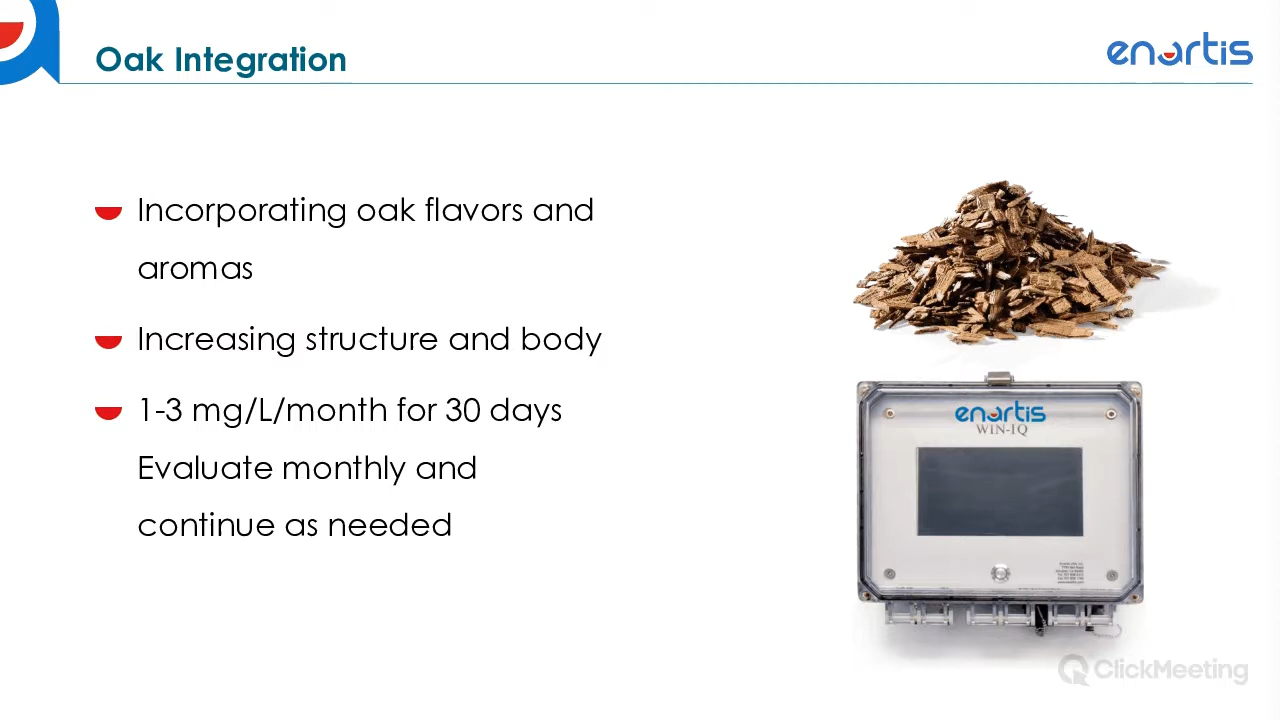 Oak Integration
enartis
Incorporating oak flavors and
aromas
Increasing structure and body
1-3 mg/L/month for 30 days
Evaluate monthly and
continue as needed
enartis
WIN-IQ
ClickMeeting